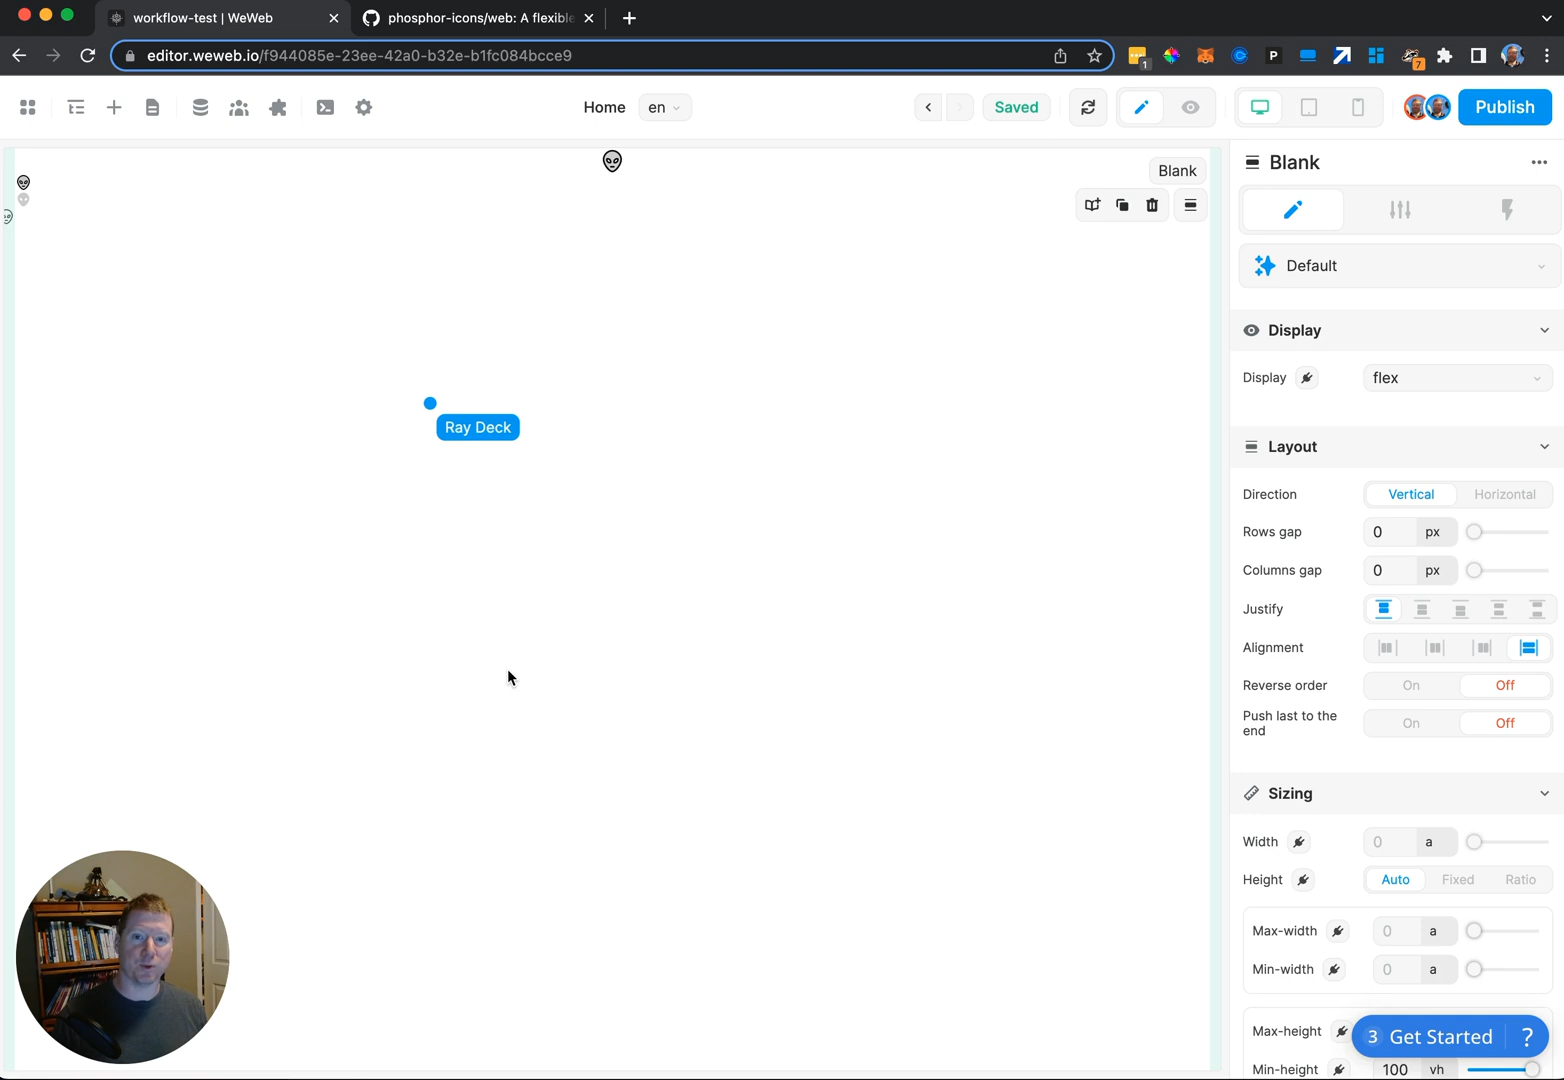 workflow-test | WeWeb
phosphor-icons/web: A flexible
editor.weweb.io/f944085e-23ee-42a0-b32e-b1fc084bcce9
1
P
7
Home
en
Saved
Publish
Blank
Blank
Default
Ray Deck
Display
Display
flex
Layout
Direction
Vertical
Horizontal
Rows gap
0
px
Columns gap
0
px
Justify
Alignment
Reverse order
On
Off
Push last to the
end
On
Off
Sizing
Width
0
a
Height
Auto
Fixed
Ratio
Max-width
0
a
Min-width
0
a
Max-height
3
Get Started
?
Min-height
100
vh